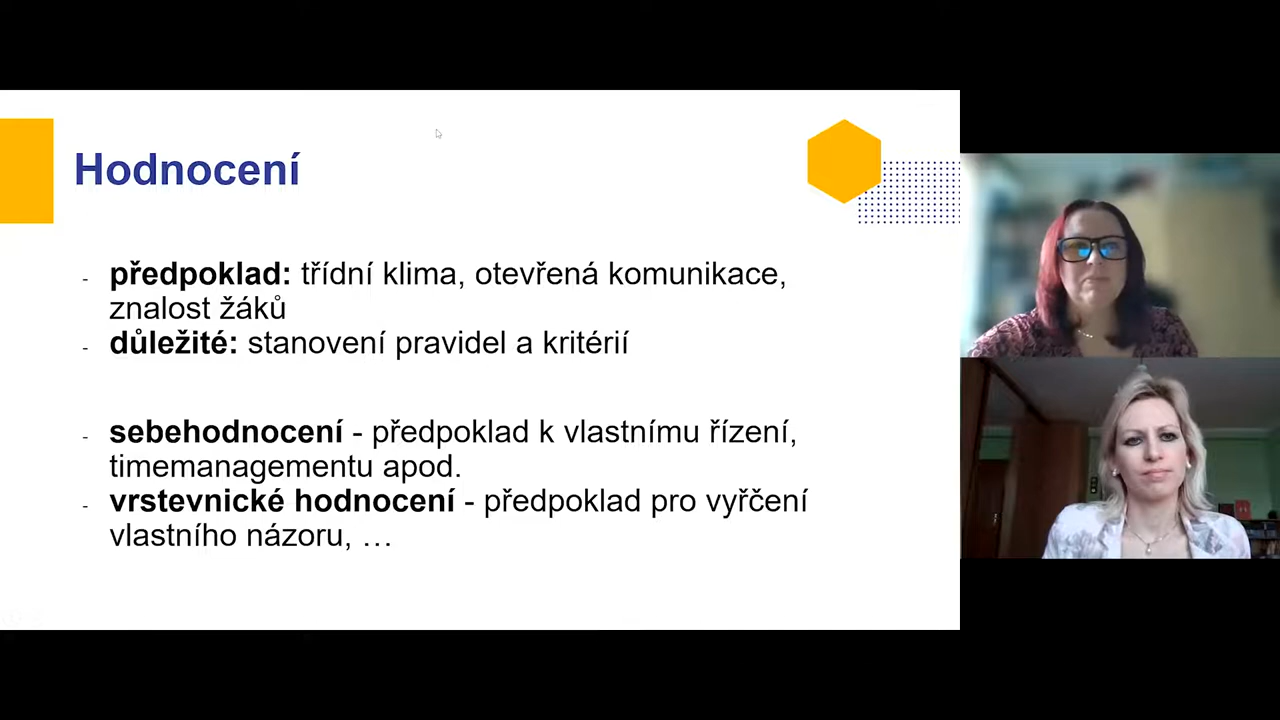 Hodnocení
- předpoklad: třídní klima, otevřená komunikace,
znalost žáků
- důležité: stanovení pravidel a kritérií
- sebehodnocení - předpoklad k vlastnímu řízení,
timemanagementu apod.
- vrstevnické hodnocení - předpoklad pro vyřčení
vlastního názoru, …